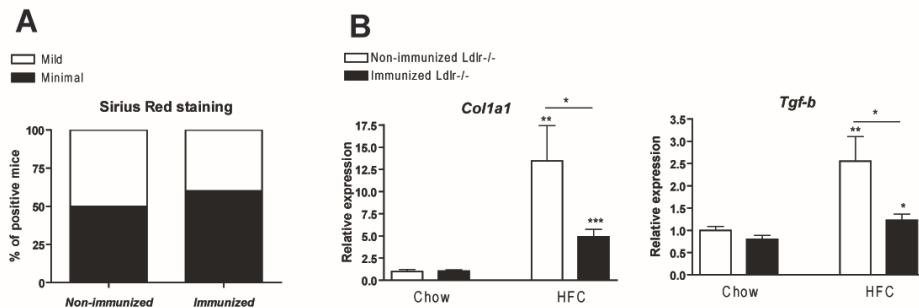 A
Mild
Minimal
Sirius Red staining
% of positive mice
100
75
50
25
0
Non-immunized
Immunized
B
Non-immunized Ldlr-/-
Immunized Ldlr-/-
Col1a1
Relative expression
17.5
15.0
12.5
10.0
7.5
5.0
2.5
0.0
*
**
***
Chow
HFC
Tgf-b
Relative expression
3.5
3.0
2.5
2.0
1.5
1.0
0.5
0.0
*
**
*
Chow
HFC